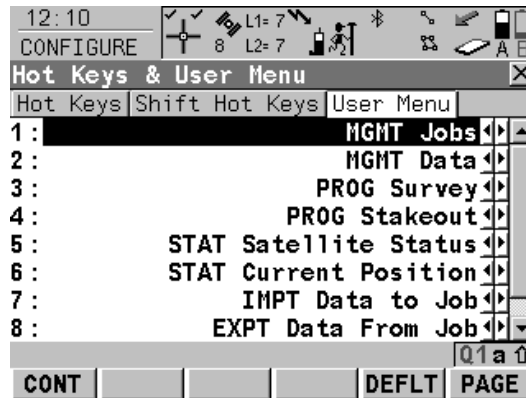 12:10
CONFIGURE
8 L1= 7
L2= 7
A B
Hot Keys & User Menu
Hot Keys Shift Hot Keys User Menu
1 : MGMT Jobs
2 : MGMT Data
3 : PROG Survey
4 : PROG Stakeout
5 : STAT Satellite Status
6 : STAT Current Position
7 : IMPT Data to Job
8 : EXPT Data From Job
Q1 a
CONT DEFLT PAGE